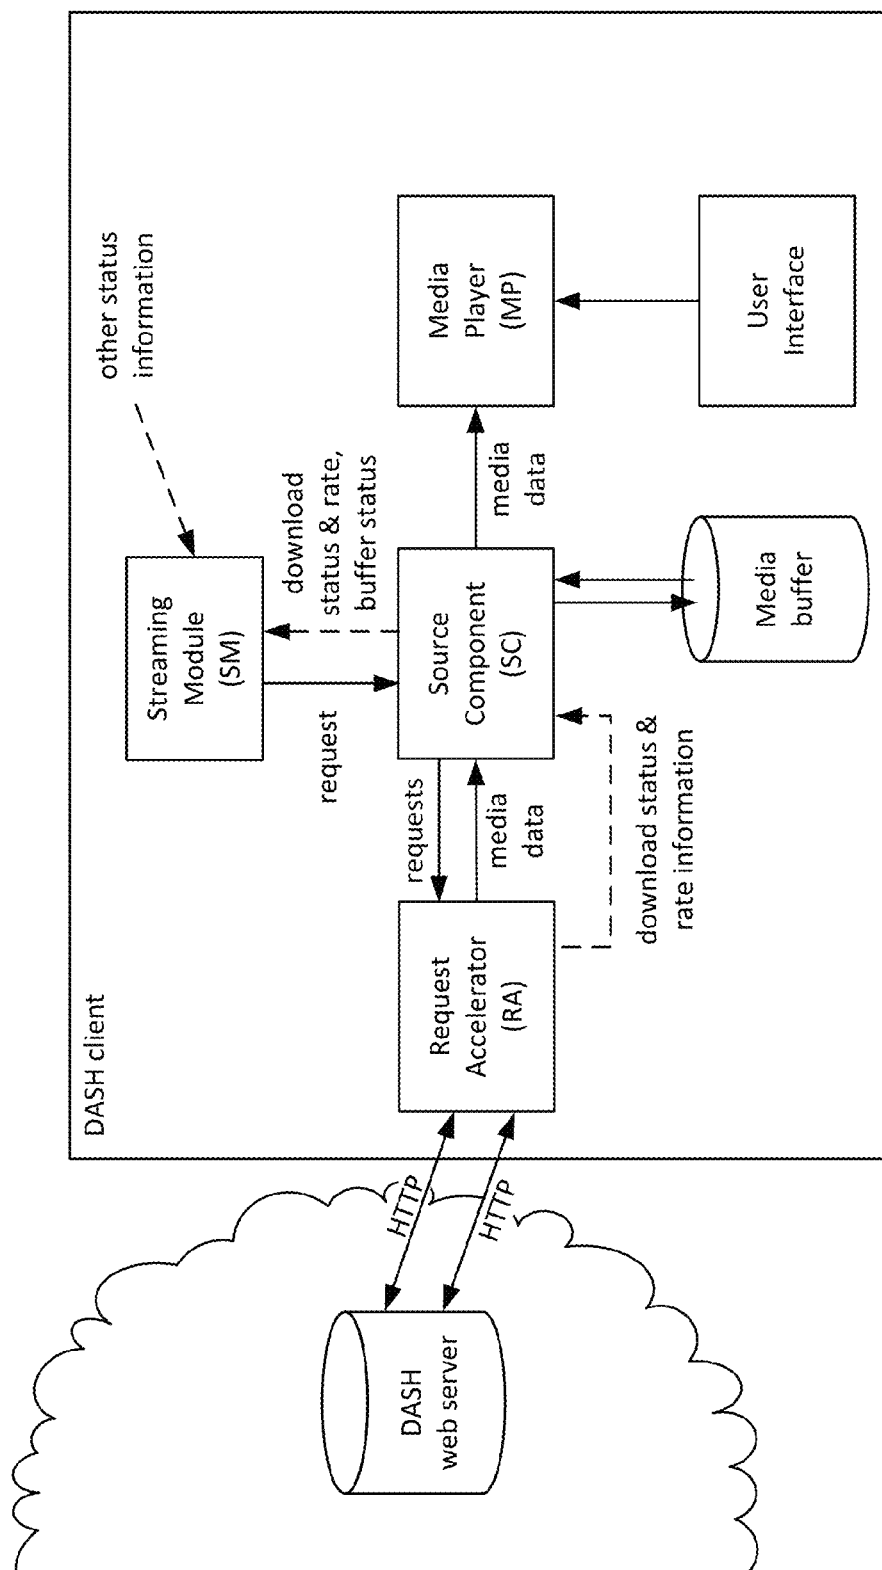 DASH client
other status
information
Streaming
Module
(SM)
download
status & rate,
buffer status
request
DASH
web server
HTTP
HTTP
Request
Accelerator
(RA)
requests
media
data
Source
Component
(SC)
media
data
Media
Player
(MP)
download status &
rate information
Media
buffer
User
Interface